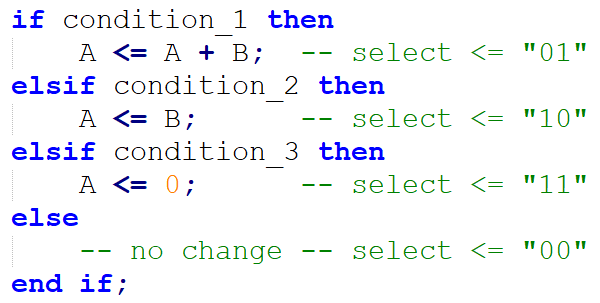 if condition_1 then
    A <= A + B;  -- select <= "01"
elsif condition_2 then
    A <= B;      -- select <= "10"
elsif condition_3 then
    A <= 0;      -- select <= "11"
else
    -- no change -- select <= "00"
end if;